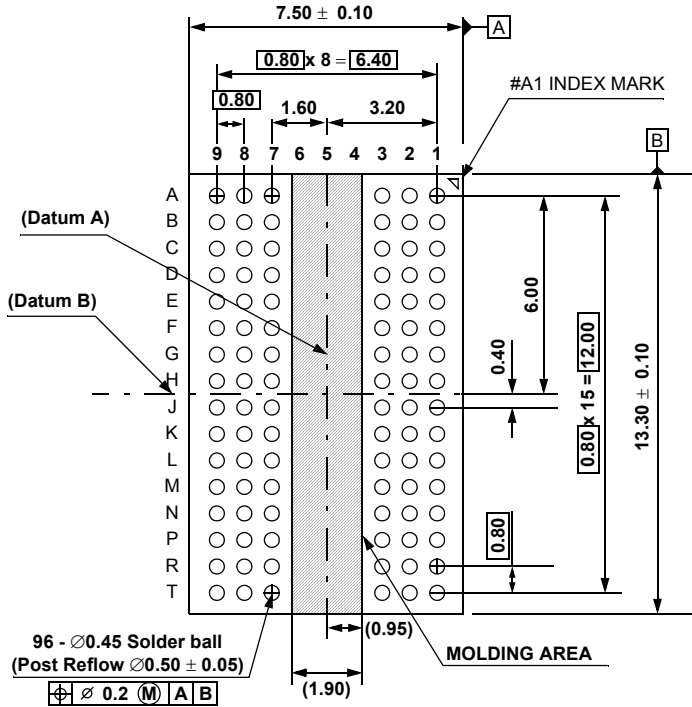 7.50 ± 0.10
A
0.80 x 8 = 6.40
#A1 INDEX MARK
0.80
1.60
3.20
B
9 8 7 6 5 4 3 2 1
A
B
C
D
E
F
G
H
J
K
L
M
N
P
R
T
(Datum A)
(Datum B)
6.00
0.40
0.80 x 15 = 12.00
13.30 ± 0.10
0.80
(0.95)
96 - ∅0.45 Solder ball
(Post Reflow ∅0.50 ± 0.05)
⌖ ∅ 0.2 Ⓜ A B
(1.90)
MOLDING AREA